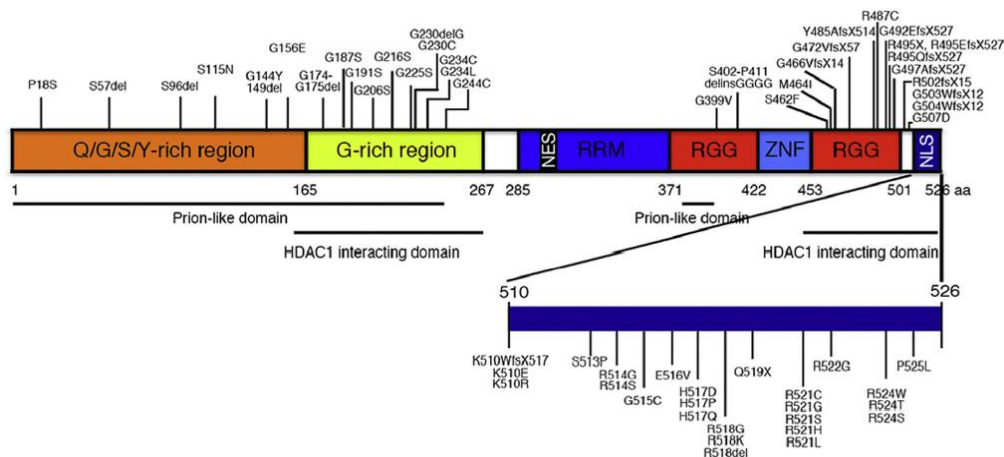 P18S
S57del
S96del
S115N
G156E
G144Y
149del
G174-
G175del
G187S
G191S
G206S
G216S
G225S
G230delG
G230C
G234C
G234L
G244C
G399V
S402-P411
delinsGGGG
S462F
M464I
G466VfsX14
G472VfsX57
Y485AfsX514
R487C
G492EfsX527
R495X, R495EfsX527
R495QfsX527
G497AfsX527
R502fsX15
G503WfsX12
G504WfsX12
G507D
Q/G/S/Y-rich region
G-rich region
NES
RRM
RGG
ZNF
RGG
NLS
1
165
267
285
371
422
453
501
526 aa
Prion-like domain
Prion-like domain
HDAC1 interacting domain
HDAC1 interacting domain
510
526
K510WfsX517
K510E
K510R
S513P
R514G
R514S
G515C
E516V
H517D
H517P
H517Q
R518G
R518K
R518del
Q519X
R521C
R521G
R521S
R521H
R521L
R522G
R524W
R524T
R524S
P525L